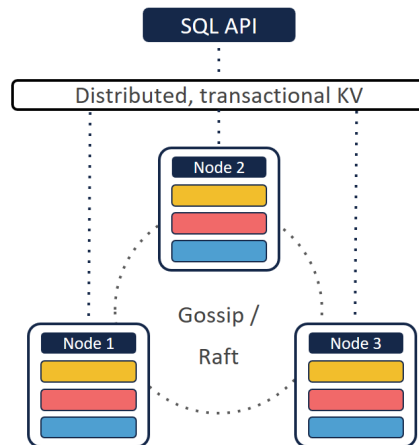 SQL API
Distributed, transactional KV
Node 2
Gossip /
Raft
Node 1
Node 3